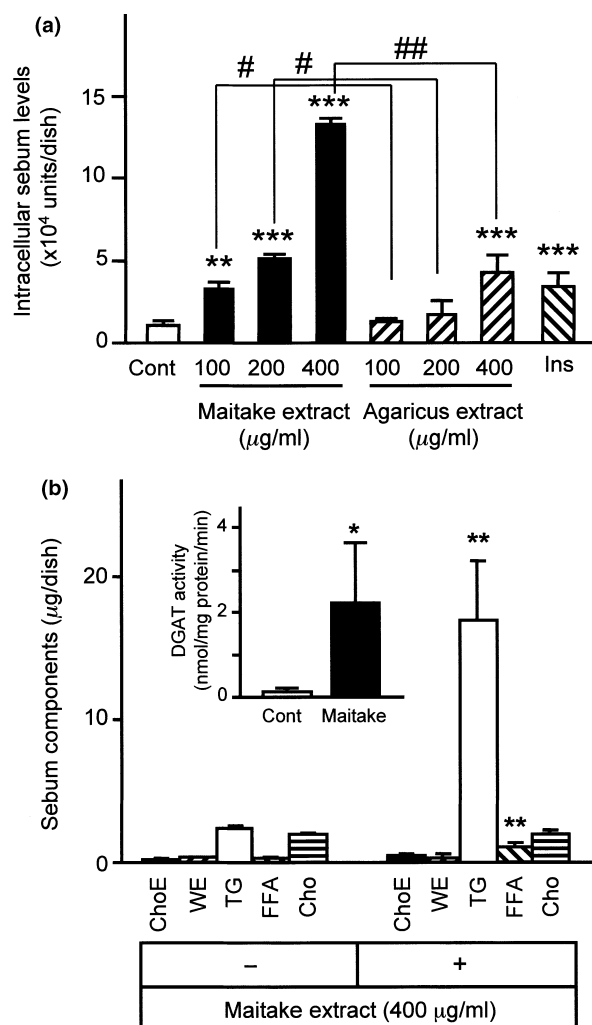 (a)
# # ##
Intracellular sebum levels
(x10⁴ units/dish)
15
10
5
0
** *** *** *** ***
Cont 100 200 400 100 200 400 Ins
Maitake extract Agaricus extract
(µg/ml) (µg/ml)
(b)
Sebum components (µg/dish)
20
10
0
DGAT activity
(nmol/mg protein/min)
4
2
0
*
Cont Maitake
**
**
ChoE WE TG FFA Cho ChoE WE TG FFA Cho
– +
Maitake extract (400 µg/ml)